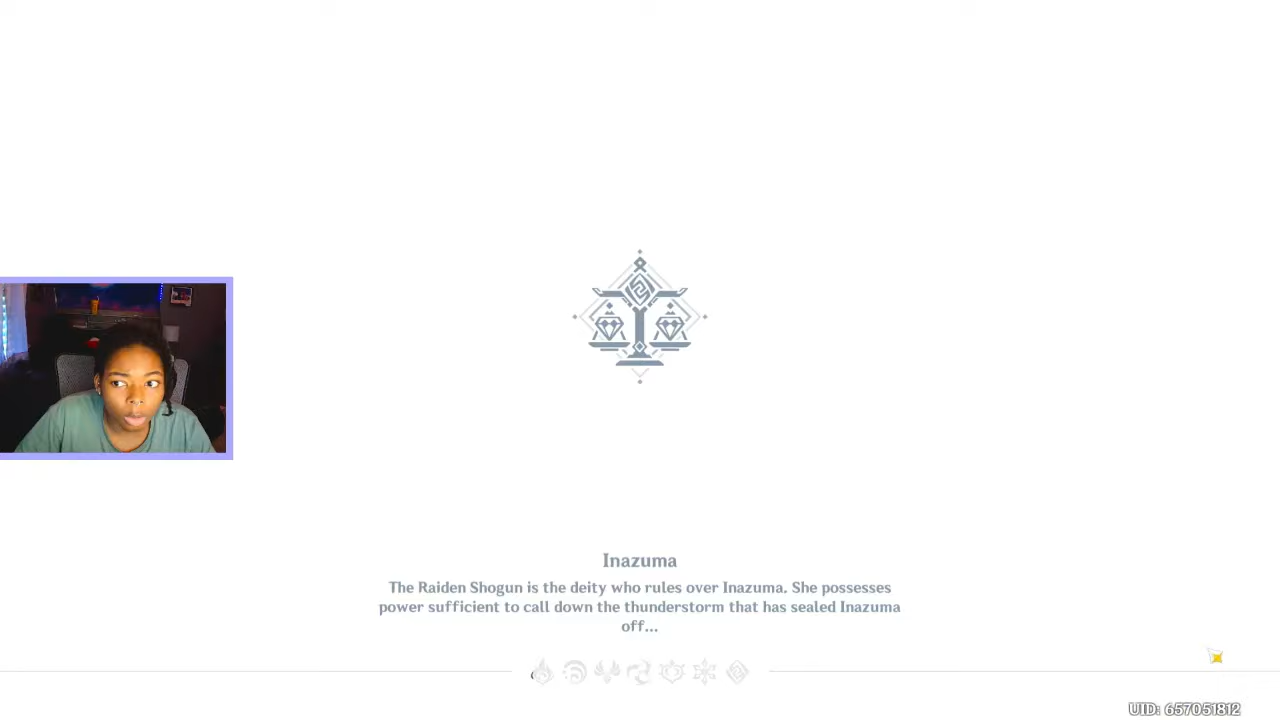 Inazuma
The Raiden Shogun is the deity who rules over Inazuma. She possesses
power sufficient to call down the thunderstorm that has sealed Inazuma
off...
UID: 657051812